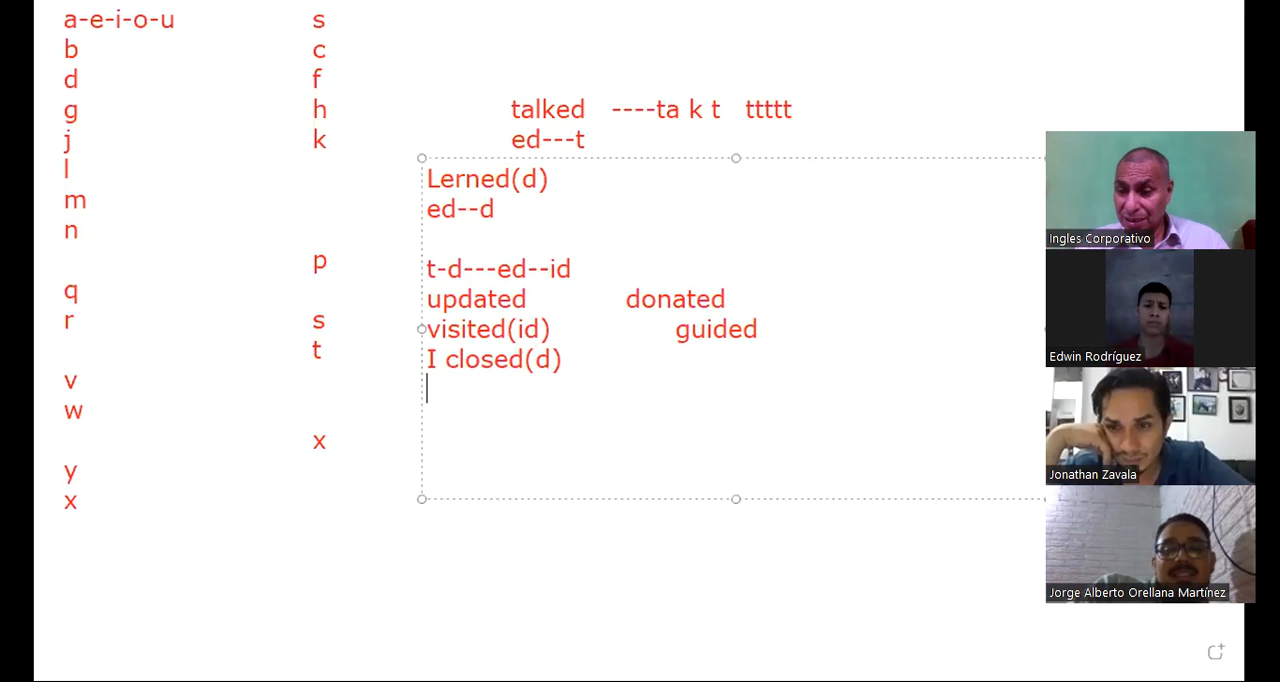 a-e-i-o-u s
b c
d f
g h talked ----ta k t ttttt
j k ed---t
l Lerned(d)
m ed--d
n
p t-d---ed--id
q updated donated
r s visited(id) guided
t I closed(d)
v
w
x
y
x
Ingles Corporativo
Edwin Rodríguez
Jonathan Zavala
Jorge Alberto Orellana Martínez